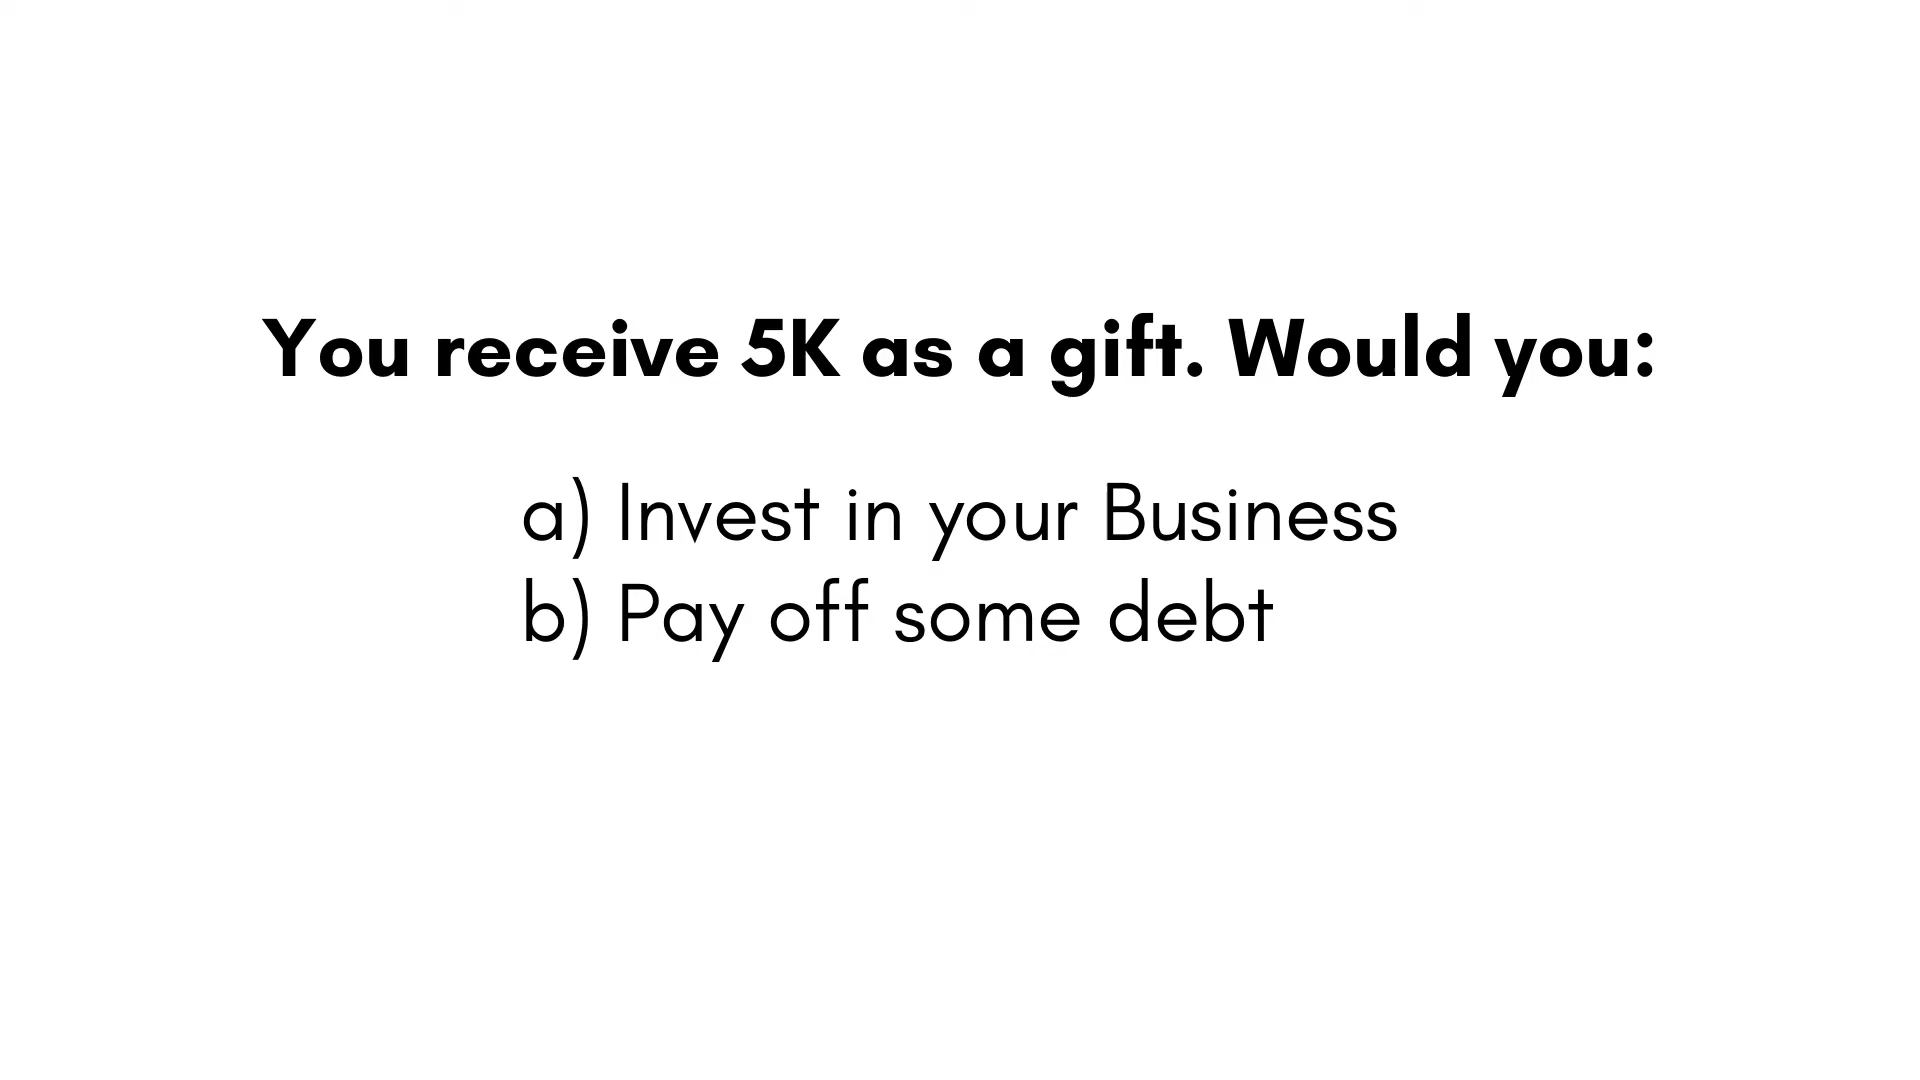 You receive 5K as a gift. Would you:
a) Invest in your Business
b) Pay off some debt